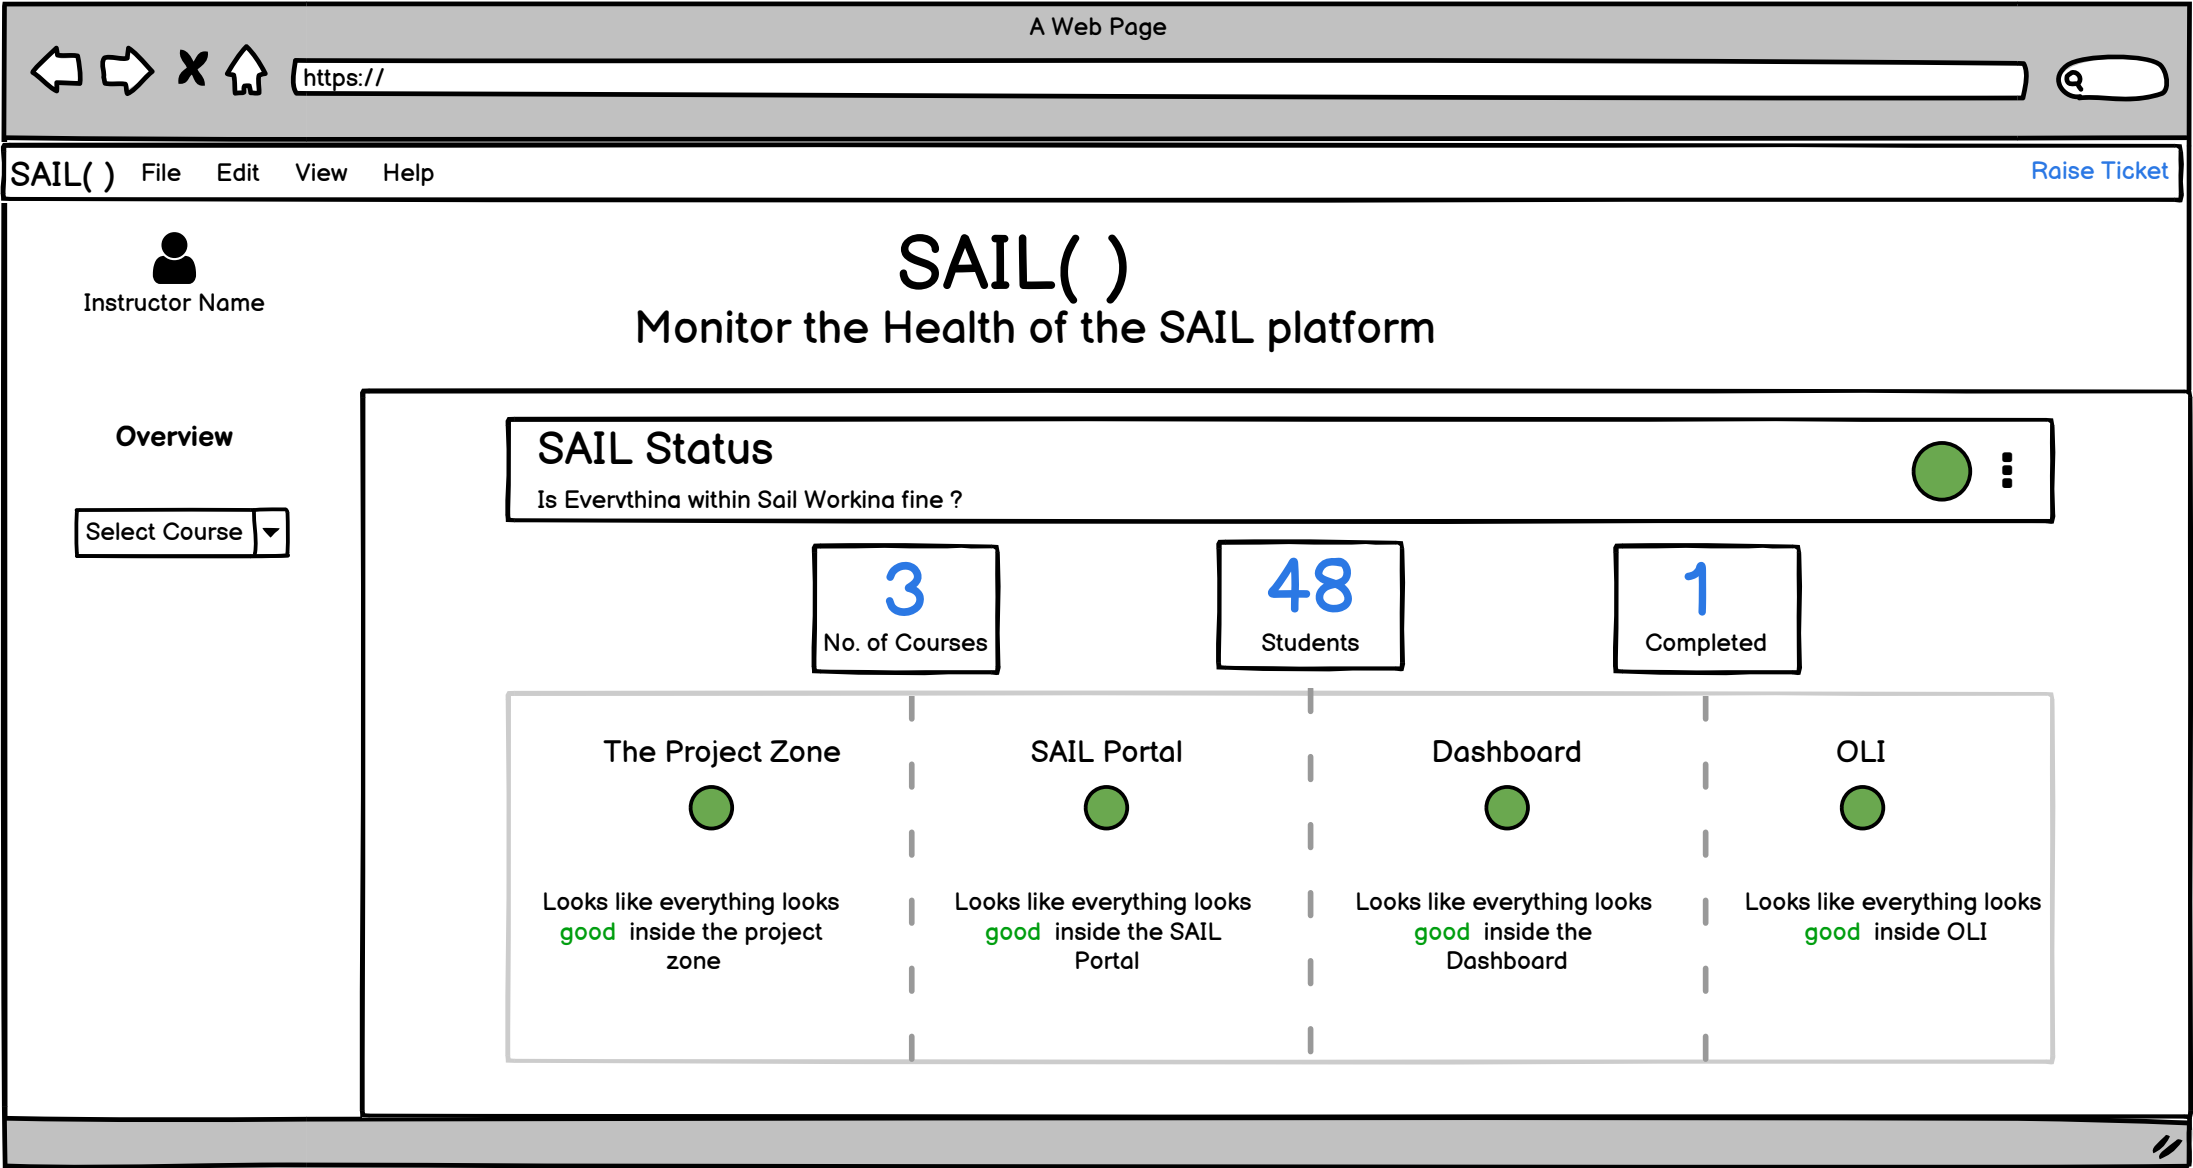 A Web Page
https://
SAIL( ) File Edit View Help Raise Ticket
SAIL( )
Instructor Name
Monitor the Health of the SAIL platform
Overview
SAIL Status
Is Everything within Sail Working fine ?
Select Course
3 48 1
No. of Courses Students Completed
The Project Zone SAIL Portal Dashboard OLI
Looks like everything looks
good inside the project
zone
Looks like everything looks
good inside the SAIL
Portal
Looks like everything looks
good inside the
Dashboard
Looks like everything looks
good inside OLI